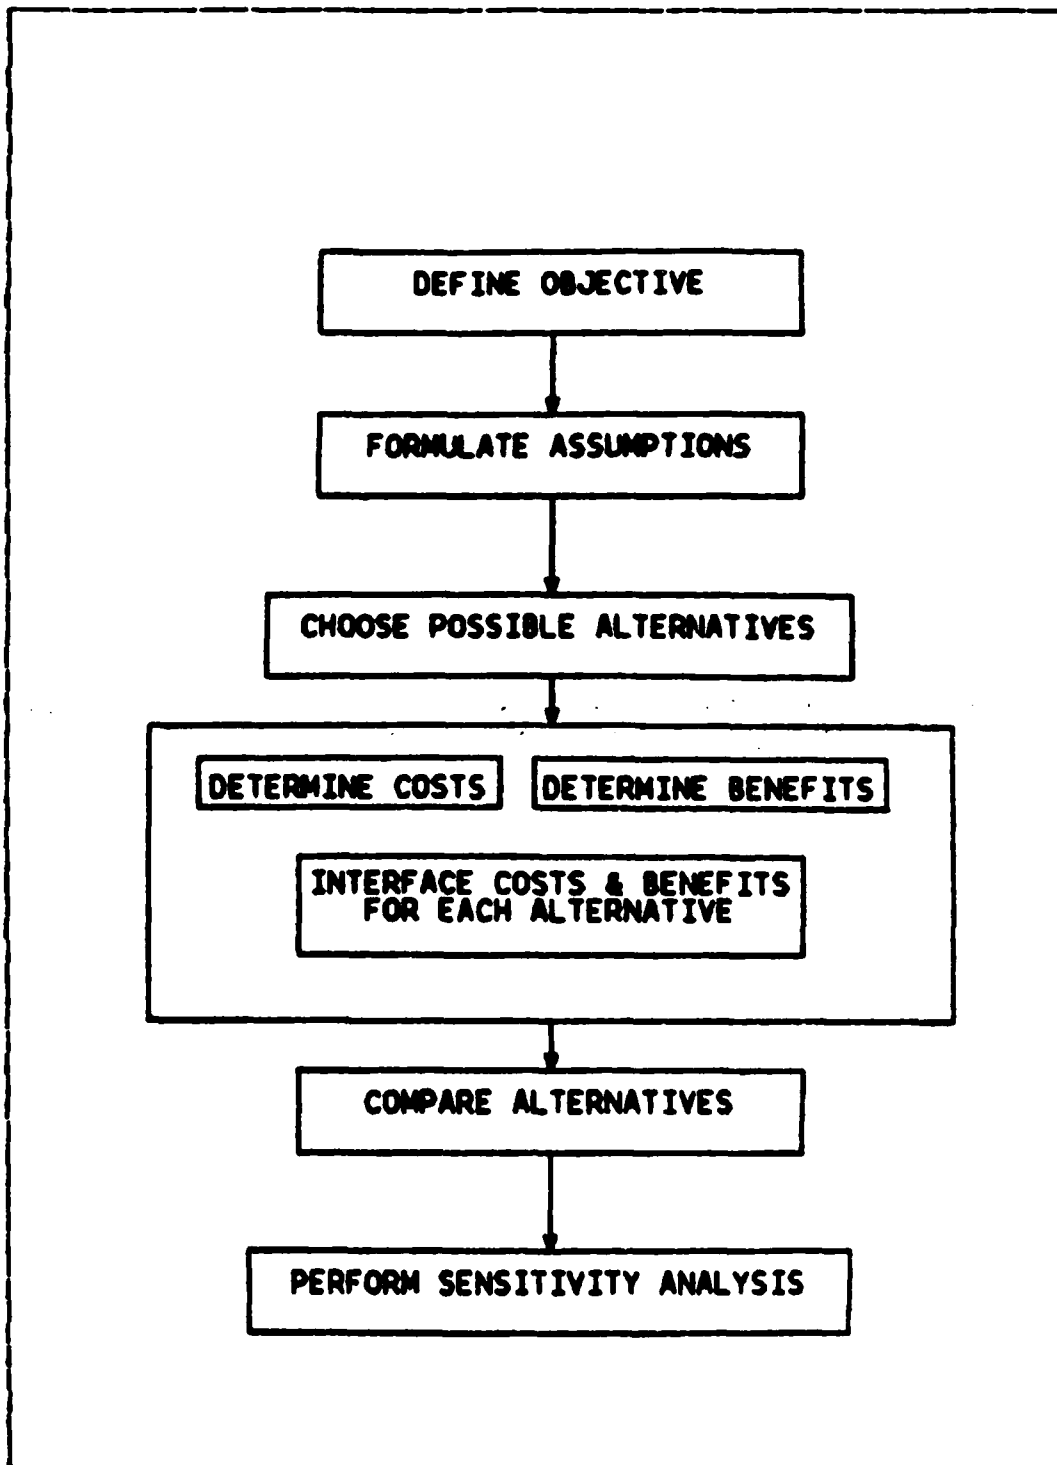 DEFINE OBJECTIVE
FORMULATE ASSUMPTIONS
CHOOSE POSSIBLE ALTERNATIVES
DETERMINE COSTS
DETERMINE BENEFITS
INTERFACE COSTS & BENEFITS
FOR EACH ALTERNATIVE
COMPARE ALTERNATIVES
PERFORM SENSITIVITY ANALYSIS